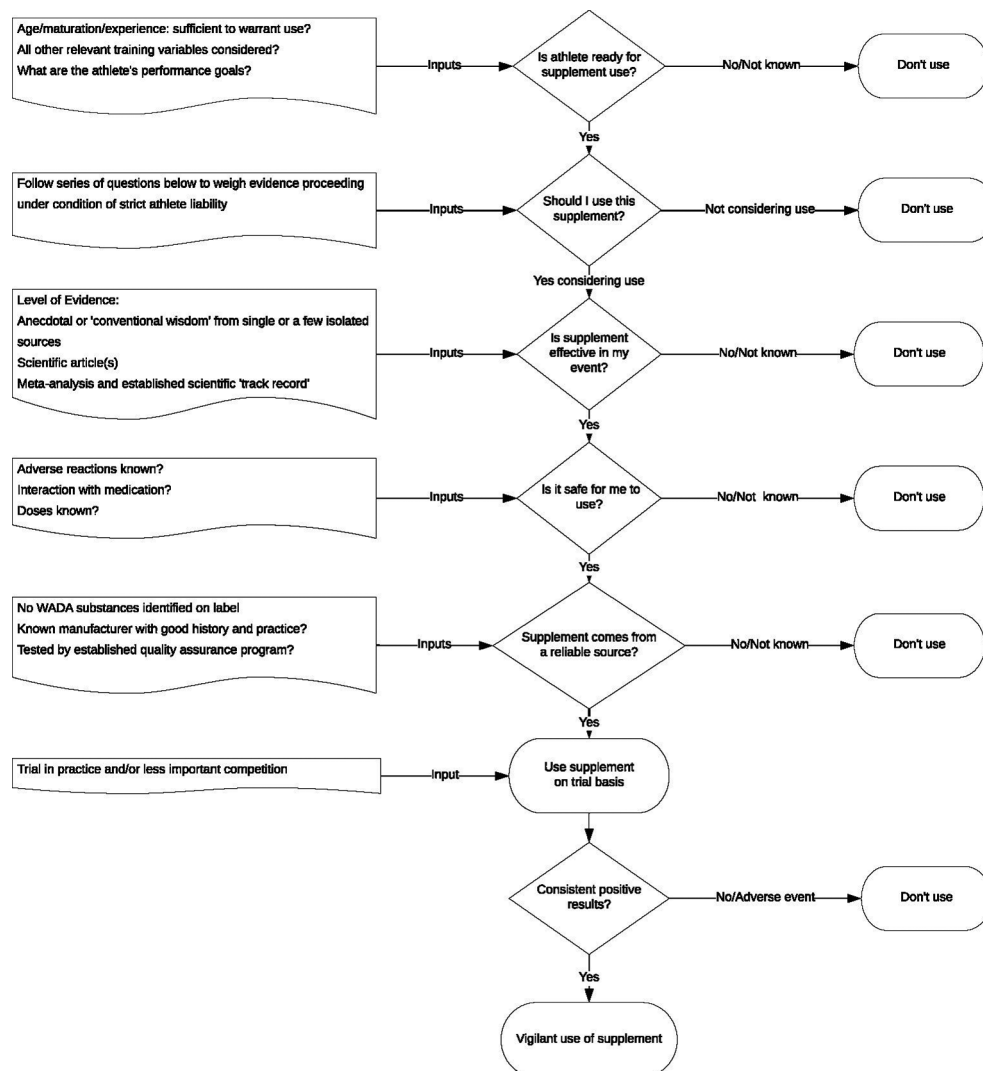 Age/maturation/experience: sufficient to warrant use?
All other relevant training variables considered?
What are the athlete's performance goals?
Inputs
Is athlete ready for
supplement use?
No/Not known
Don't use
Yes
Follow series of questions below to weigh evidence proceeding
under condition of strict athlete liability
Inputs
Should I use this
supplement?
Not considering use
Don't use
Yes considering use
Level of Evidence:
Anecdotal or 'conventional wisdom' from single or a few isolated
sources
Scientific article(s)
Meta-analysis and established scientific 'track record'
Inputs
Is supplement
effective in my
event?
No/Not known
Don't use
Yes
Adverse reactions known?
Interaction with medication?
Doses known?
Inputs
Is it safe for me to
use?
No/Not known
Don't use
Yes
No WADA substances identified on label
Known manufacturer with good history and practice?
Tested by established quality assurance program?
Inputs
Supplement comes from
a reliable source?
No/Not known
Don't use
Yes
Trial in practice and/or less important competition
Input
Use supplement
on trial basis
Consistent positive
results?
No/Adverse event
Don't use
Yes
Vigilant use of supplement